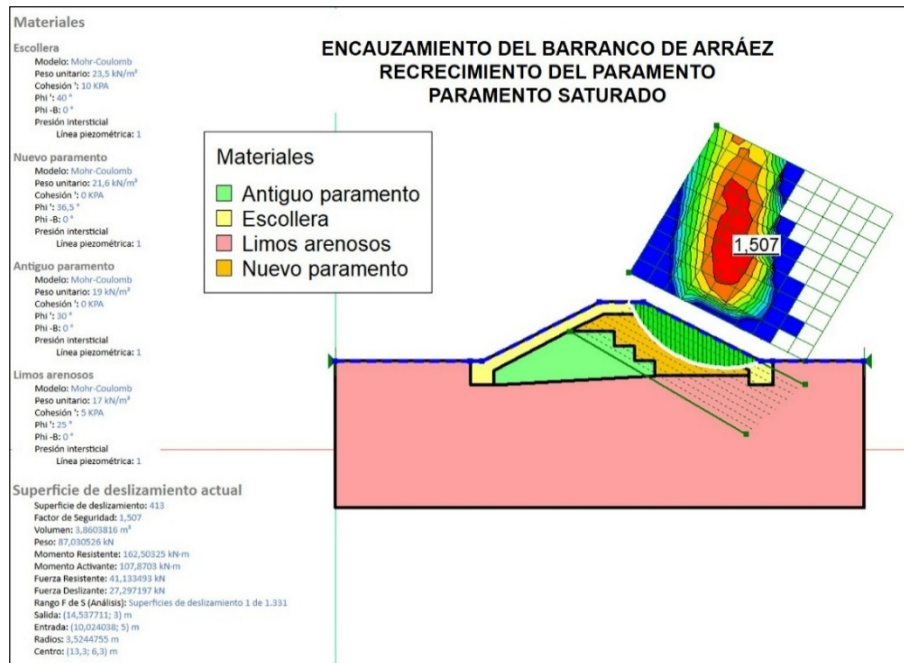 Materiales
Escollera
Modelo: Mohr-Coulomb
Peso unitario: 23,5 kN/m³
Cohesión ': 10 KPA
Phi ': 40 °
Phi -B: 0 °
Presión intersticial
Línea piezométrica: 1
Nuevo paramento
Modelo: Mohr-Coulomb
Peso unitario: 21,6 kN/m³
Cohesión ': 0 KPA
Phi ': 36,5 °
Phi -B: 0 °
Presión intersticial
Línea piezométrica: 1
Antiguo paramento
Modelo: Mohr-Coulomb
Peso unitario: 19 kN/m³
Cohesión ': 0 KPA
Phi ': 30 °
Phi -B: 0 °
Presión intersticial
Línea piezométrica: 1
Limos arenosos
Modelo: Mohr-Coulomb
Peso unitario: 17 kN/m³
Cohesión ': 5 KPA
Phi ': 25 °
Phi -B: 0 °
Presión intersticial
Línea piezométrica: 1
Superficie de deslizamiento actual
Superficie de deslizamiento: 413
Factor de Seguridad: 1,507
Volumen: 3,8603816 m³
Peso: 87,030526 kN
Momento Resistente: 162,50325 kN-m
Momento Activante: 107,8703 kN-m
Fuerza Resistente: 41,133493 kN
Fuerza Deslizante: 27,297197 kN
Rango F de S (Análisis): Superficies de deslizamiento 1 de 1.331
Salida: (14,537711; 3) m
Entrada: (10,024038; 5) m
Radios: 3,5244755 m
Centro: (13,3; 6,3) m
ENCAUZAMIENTO DEL BARRANCO DE ARRÁEZ
RECRECIMIENTO DEL PARAMENTO
PARAMENTO SATURADO
Materiales
Antiguo paramento
Escollera
Limos arenosos
Nuevo paramento
1,507